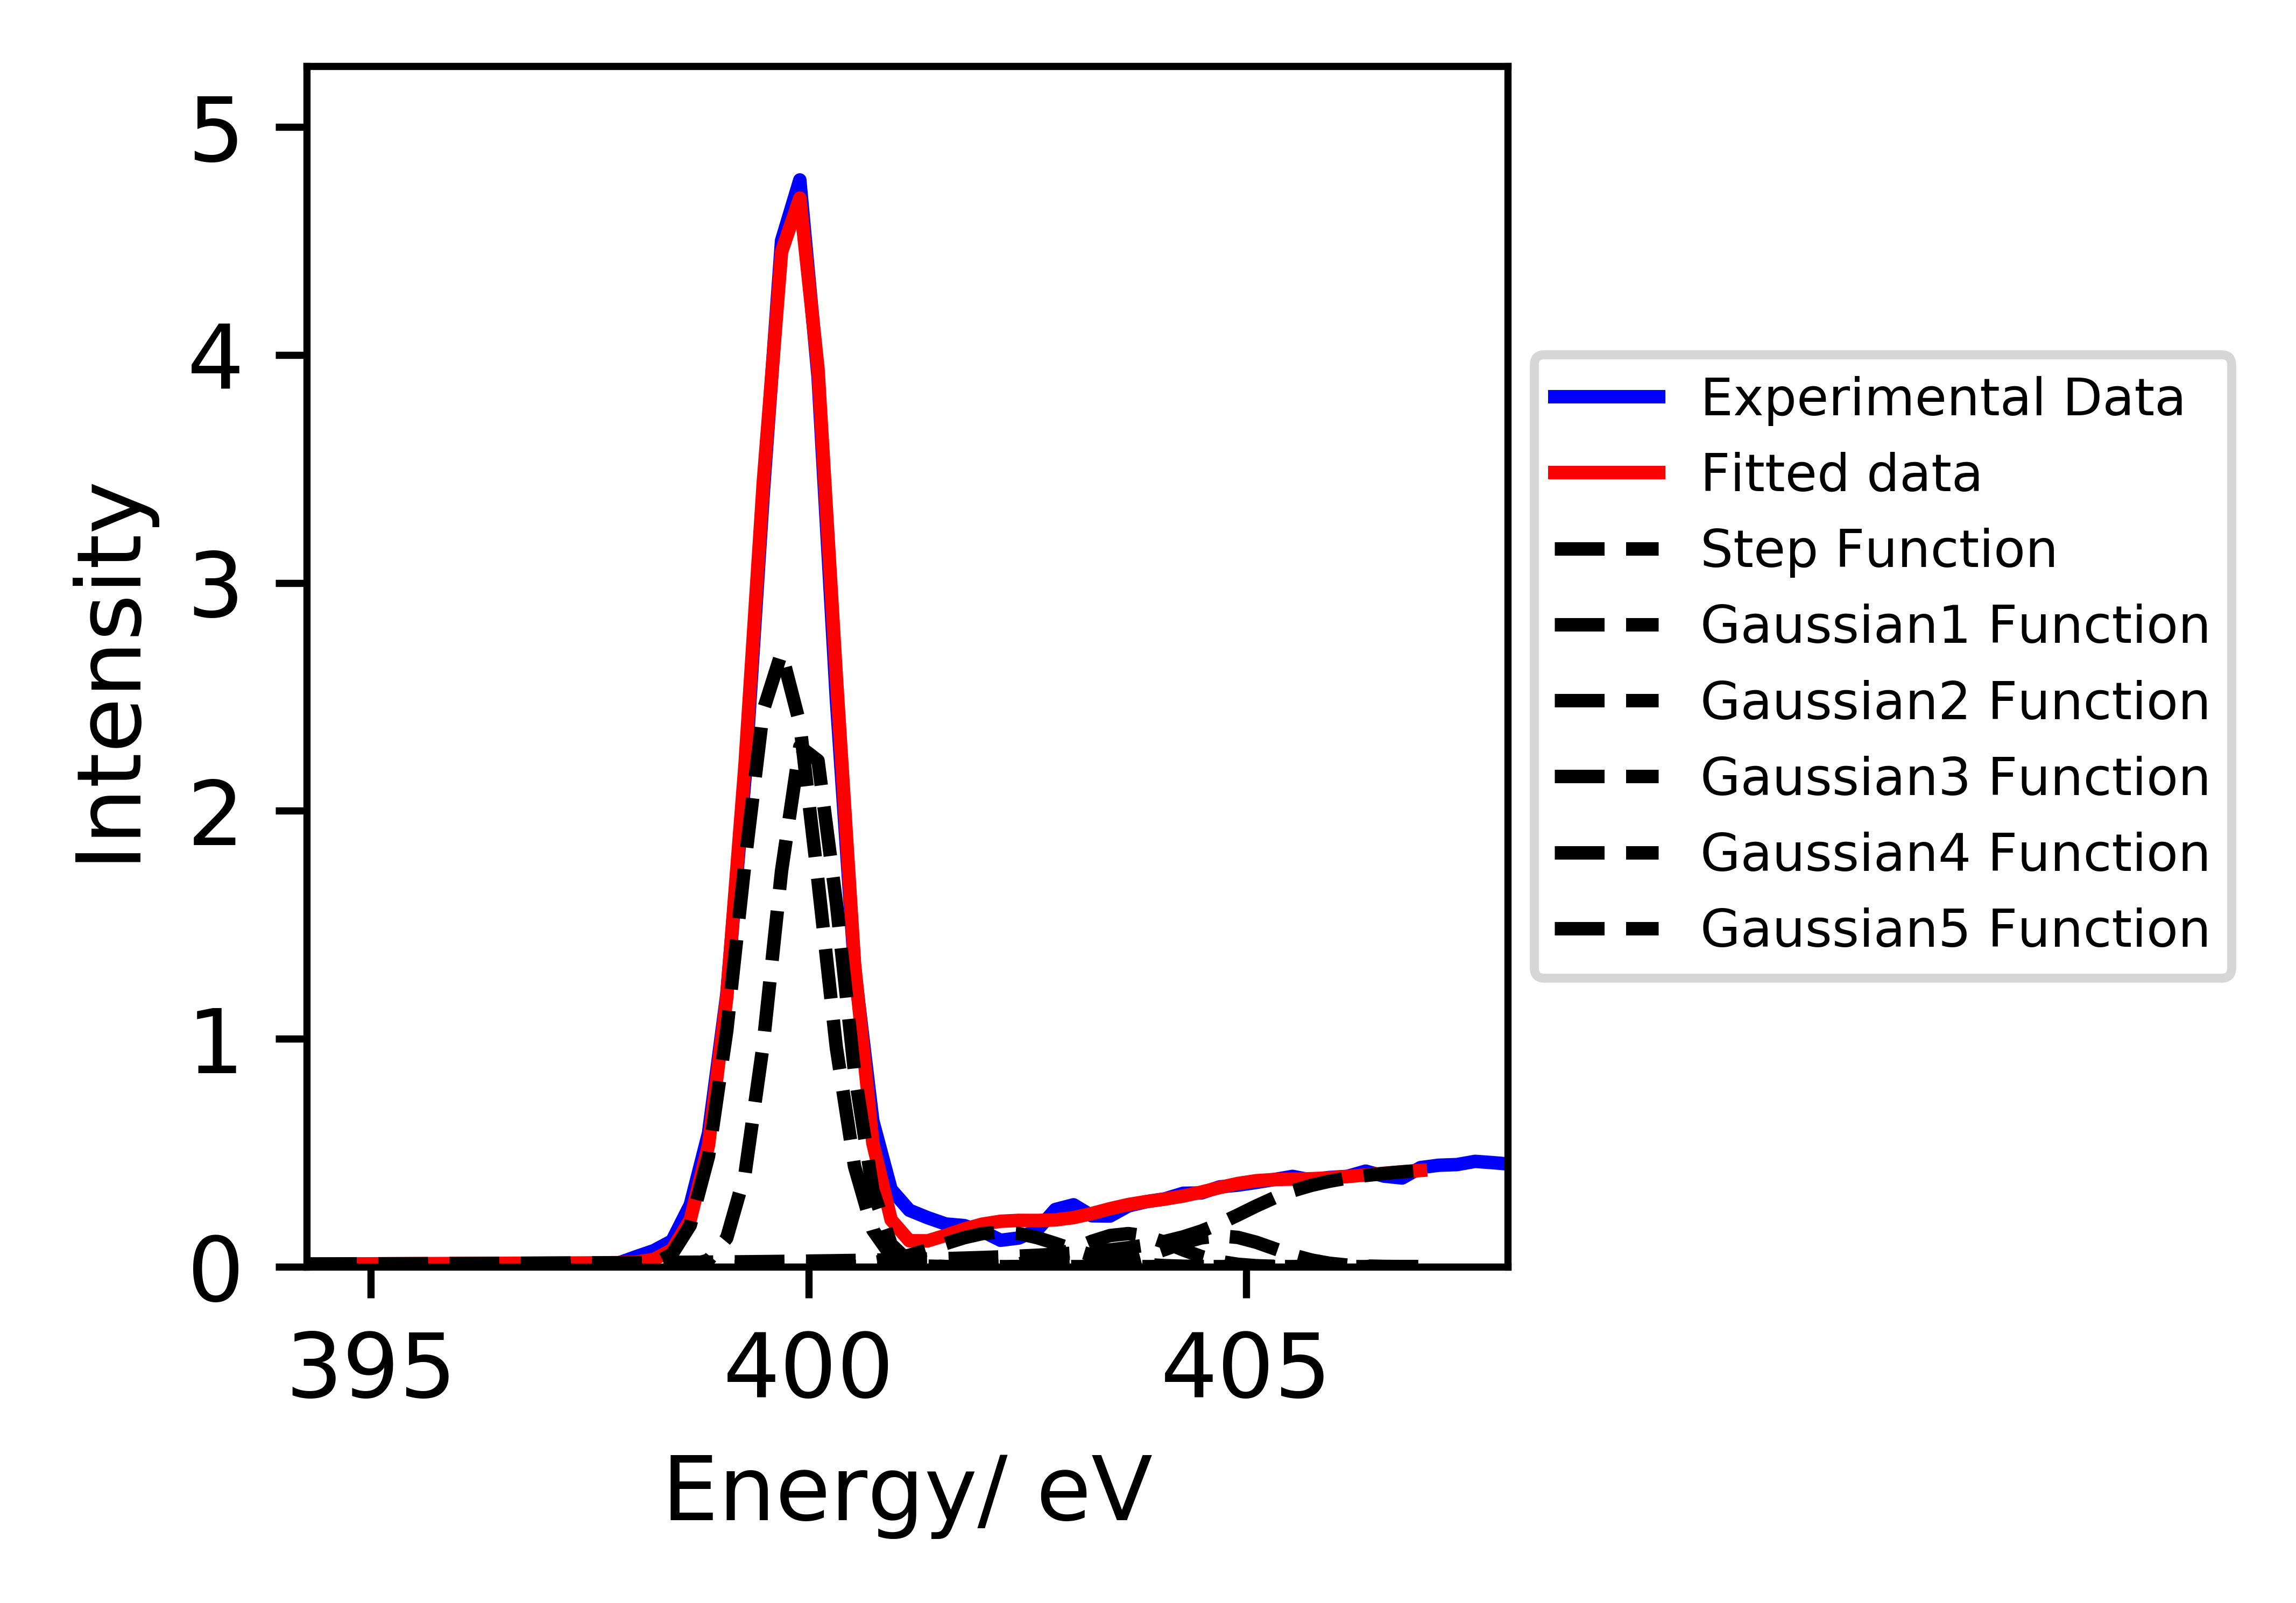 5
4
3
2
1
0
Intensity
395 400 405
Energy/ eV
Experimental Data
Fitted data
Step Function
Gaussian1 Function
Gaussian2 Function
Gaussian3 Function
Gaussian4 Function
Gaussian5 Function